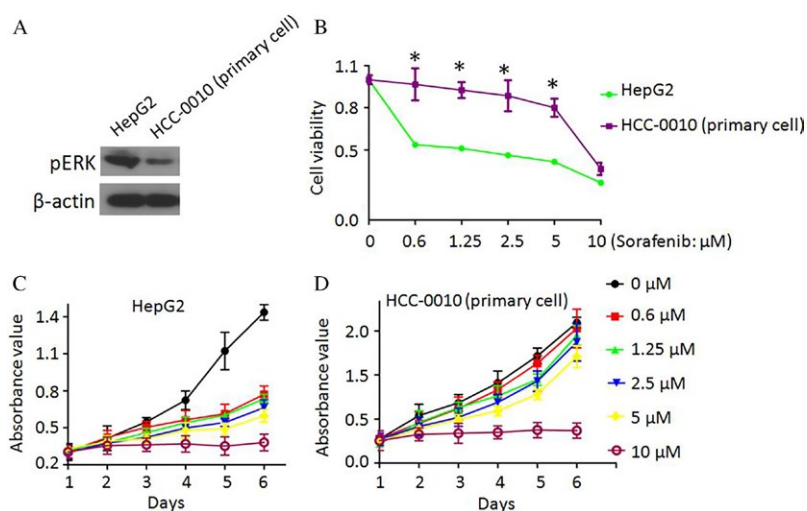 A
HepG2
HCC-0010 (primary cell)
pERK
β-actin
B
Cell viability
1.1
0.8
0.5
0.0
* * * *
0 0.6 1.25 2.5 5 10 (Sorafenib: μM)
HepG2
HCC-0010 (primary cell)
C
HepG2
Absorbance value
1.4
1.1
0.8
0.5
0.2
1 2 3 4 5 6
Days
D
HCC-0010 (primary cell)
Absorbance value
2.0
1.5
0.5
0.0
1 2 3 4 5 6
Days
0 μM
0.6 μM
1.25 μM
2.5 μM
5 μM
10 μM